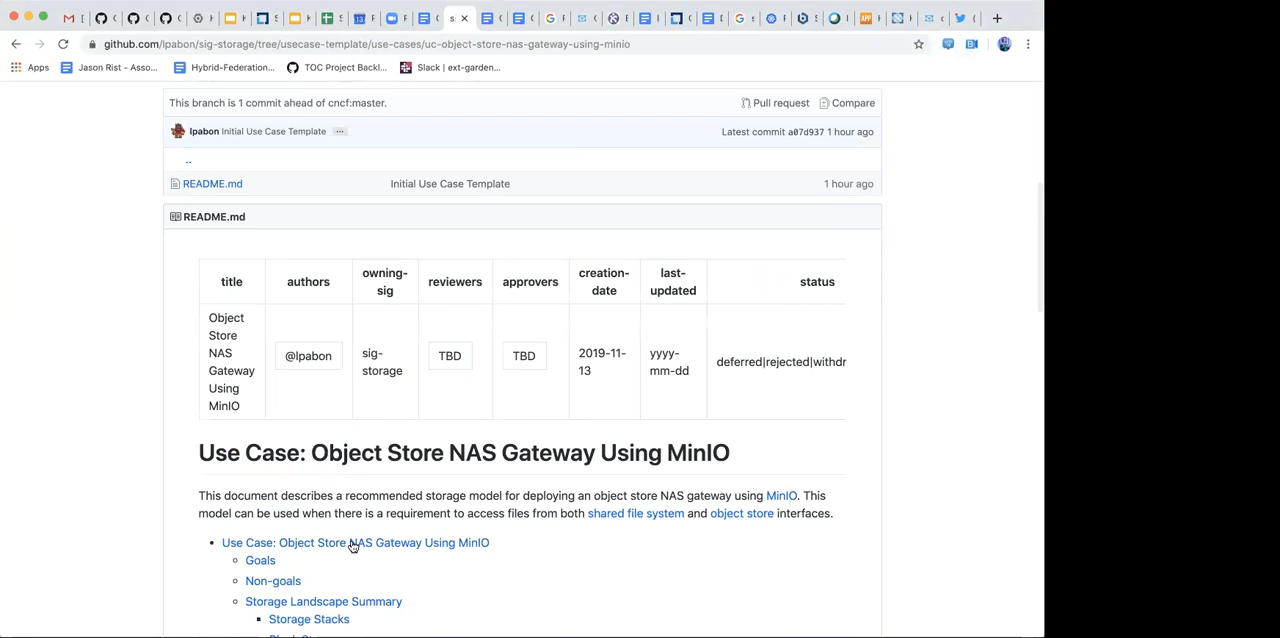 github.com/lpabon/sig-storage/tree/usecase-template/use-cases/uc-object-store-nas-gateway-using-minio
Apps Jason Rist - Asso... Hybrid-Federation... TOC Project Backl... Slack | ext-garden...
This branch is 1 commit ahead of cncf:master. Pull request Compare
lpabon Initial Use Case Template ... Latest commit a07d937 1 hour ago
..
README.md Initial Use Case Template 1 hour ago
README.md
title authors owning-sig reviewers approvers creation-date last-updated status
Object Store NAS Gateway Using MinIO @lpabon sig-storage TBD TBD 2019-11-13 yyyy-mm-dd deferred|rejected|withdr
Use Case: Object Store NAS Gateway Using MinIO
This document describes a recommended storage model for deploying an object store NAS gateway using MinIO. This
model can be used when there is a requirement to access files from both shared file system and object store interfaces.
Use Case: Object Store NAS Gateway Using MinIO
Goals
Non-goals
Storage Landscape Summary
Storage Stacks